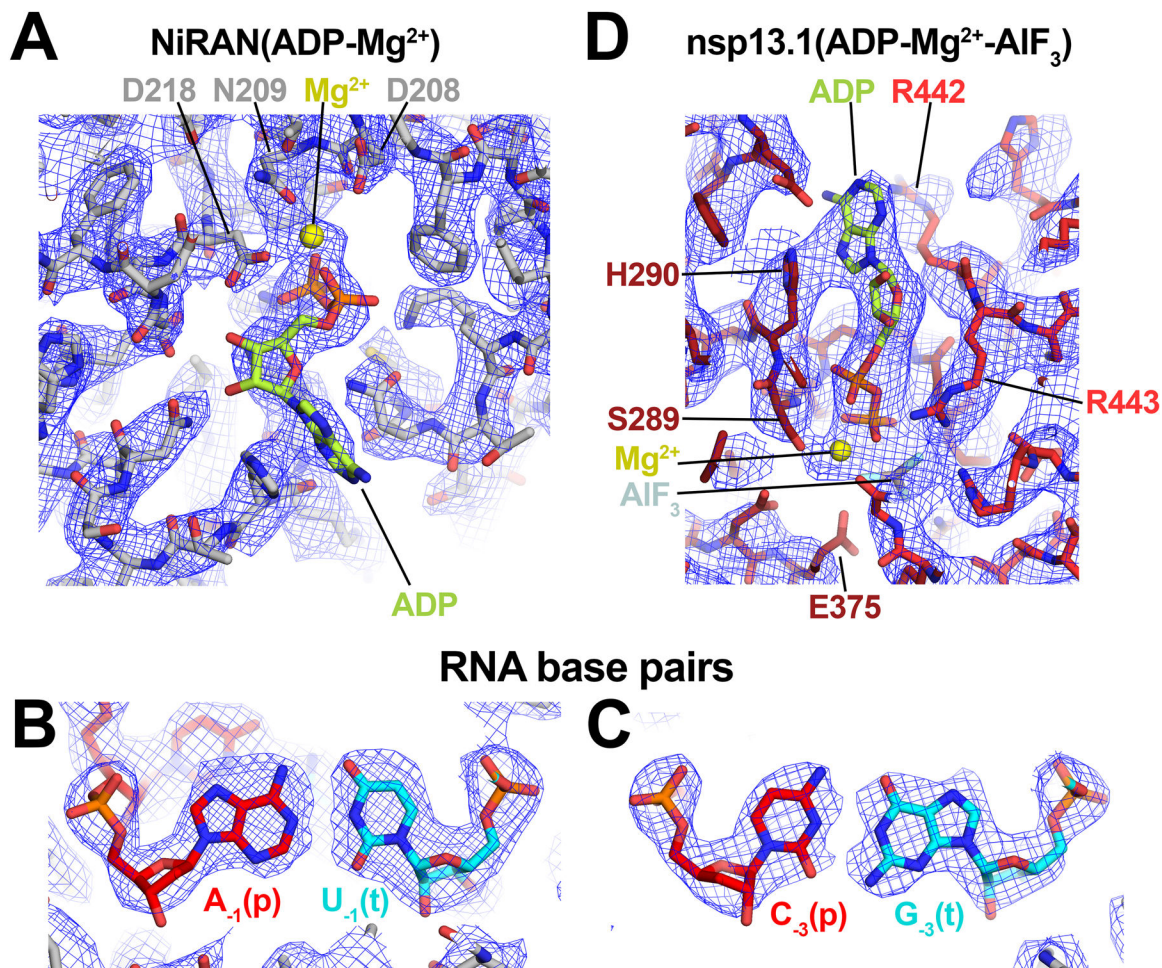 A
NiRAN(ADP-Mg²⁺)
D218 N209 Mg²⁺ D208
ADP
D
nsp13.1(ADP-Mg²⁺-AlF₃)
ADP R442
H290
S289
R443
Mg²⁺
AlF₃
E375
RNA base pairs
B
A₋₁(p) U₋₁(t)
C
C₋₃(p) G₋₃(t)